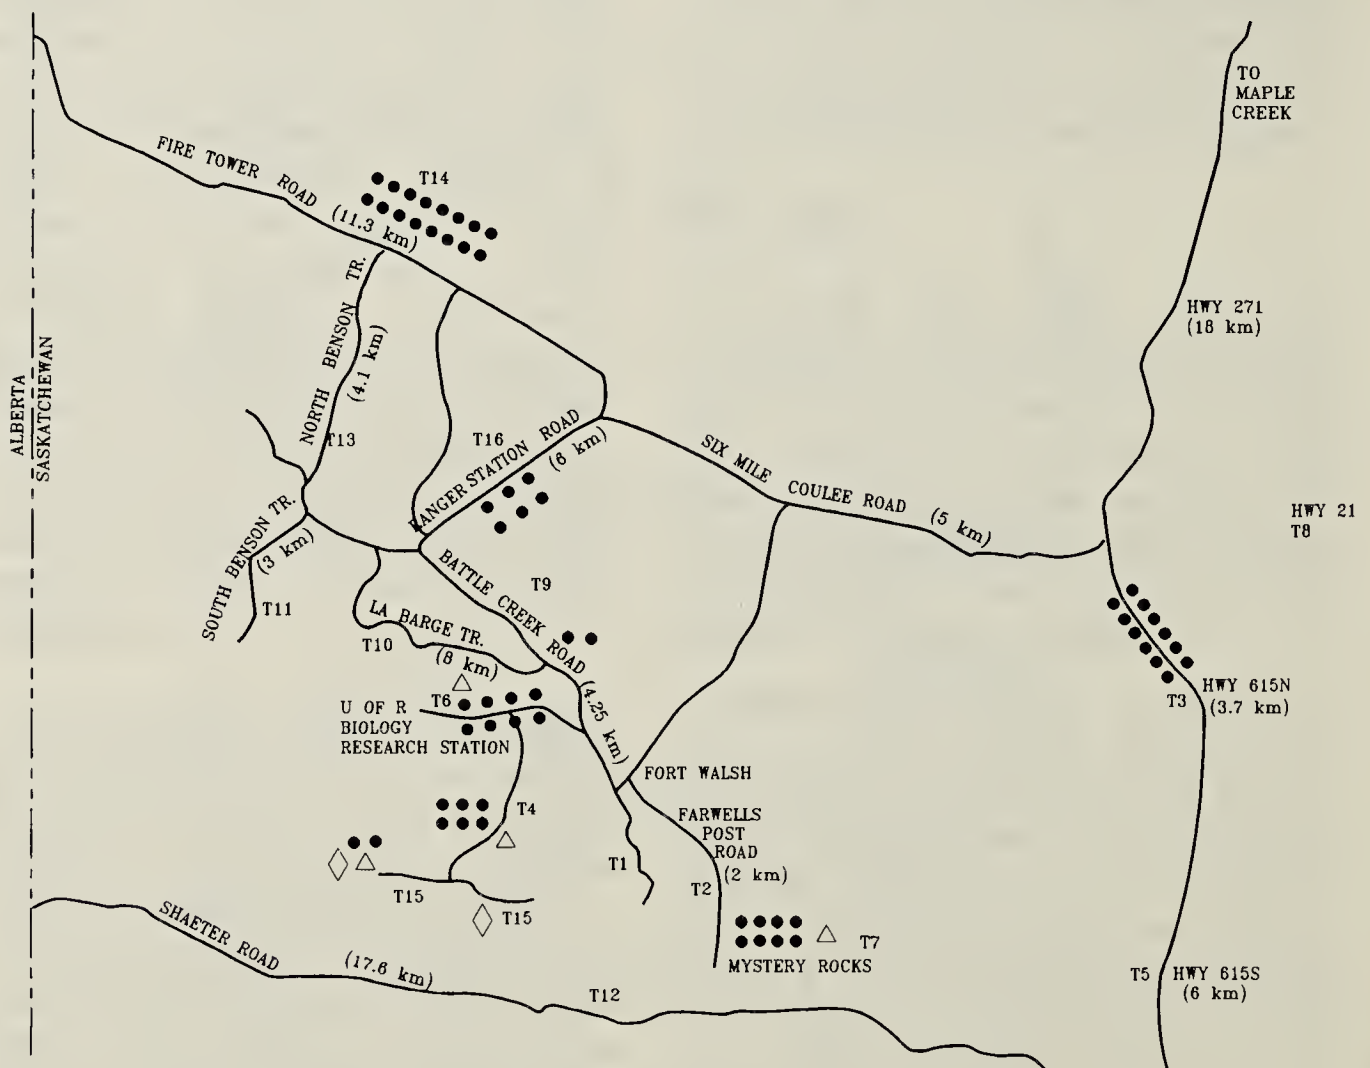 TO
MAPLE
CREEK
FIRE TOWER ROAD (11.3 km)
T14
HWY 271
(18 km)
ALBERTA
SASKATCHEWAN
NORTH BENSON TR.
(4.1 km)
T13
T16
RANGER STATION ROAD
(6 km)
SIX MILE COULEE ROAD (5 km)
HWY 21
T8
SOUTH BENSON TR.
(3 km)
T11
BATTLE CREEK ROAD (4.25 km)
T9
LA BARGE TR.
(8 km)
T10
T6
U OF R
BIOLOGY
RESEARCH STATION
T3
HWY 615N
(3.7 km)
FORT WALSH
FARWELLS
POST
ROAD
(2 km)
T4
T1
T2
T15
T15
T7
MYSTERY ROCKS
SHAETER ROAD (17.6 km)
T12
T5
HWY 615S
(6 km)